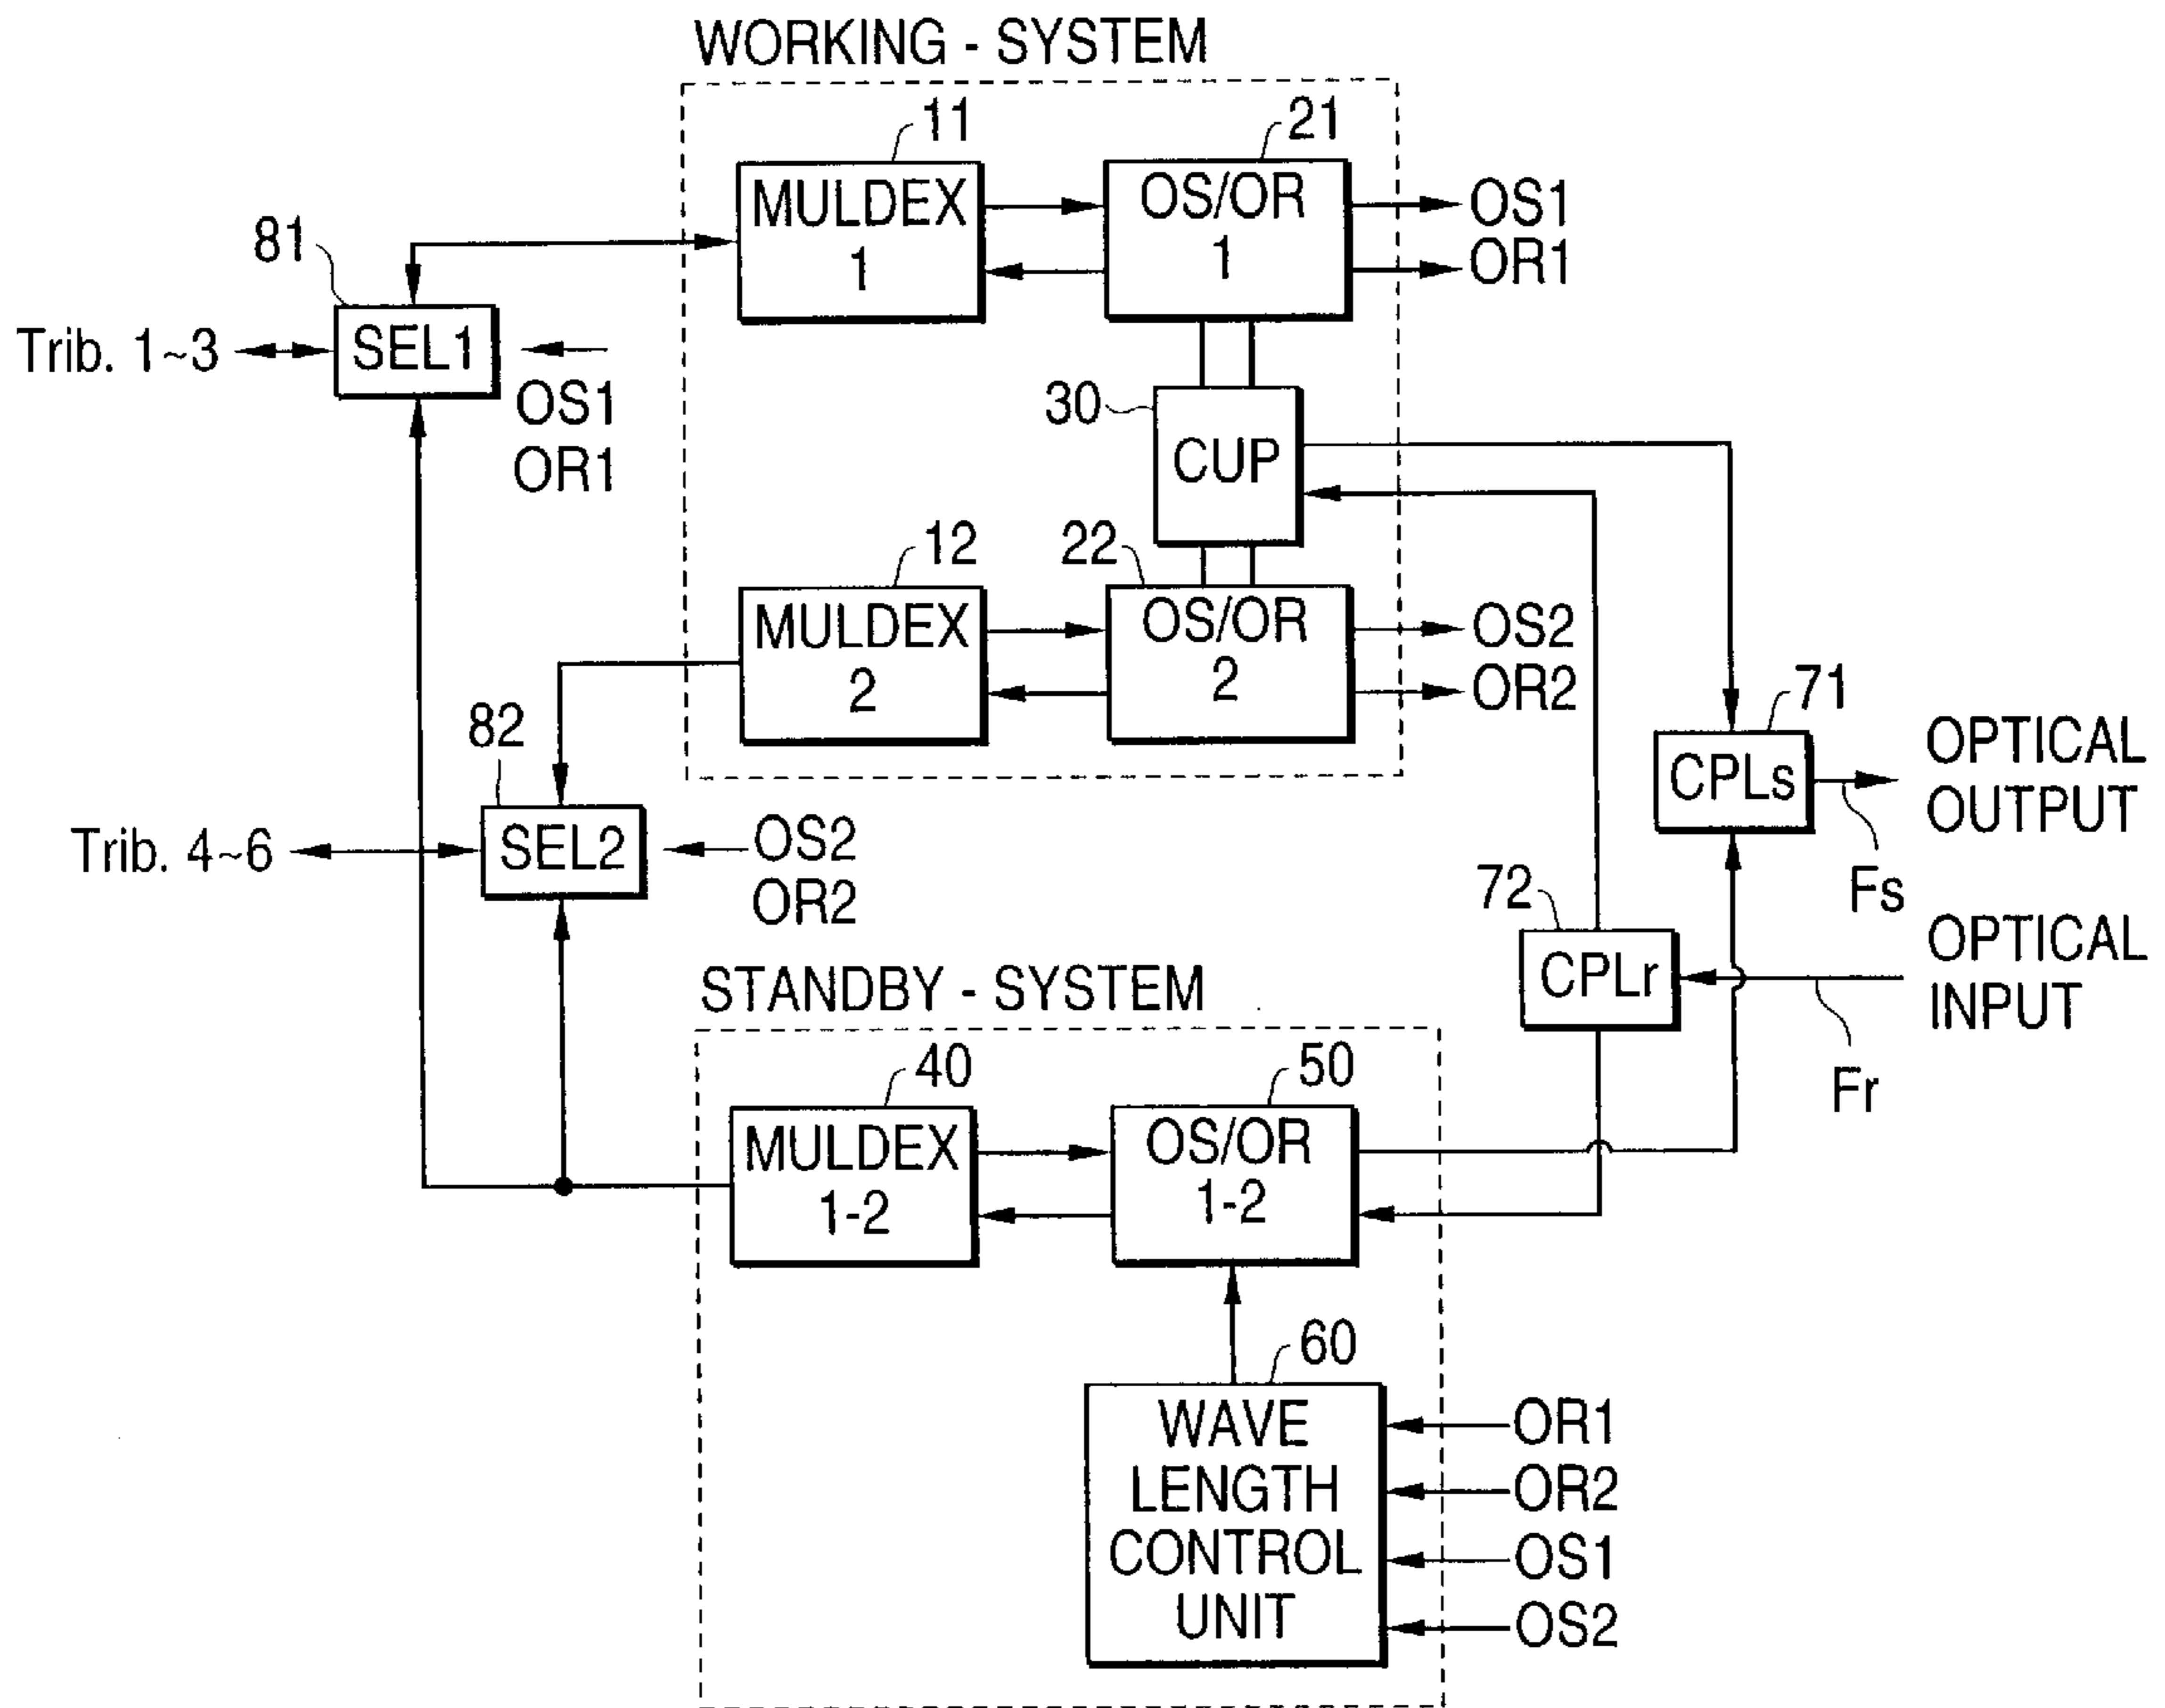 WORKING - SYSTEM
11
21
MULDEX
1
OS/OR
1
OS1
OR1
81
SEL1
Trib. 1~3
OS1
OR1
30
CUP
12
22
MULDEX
2
OS/OR
2
OS2
OR2
71
CPLs
OPTICAL
OUTPUT
Fs
82
SEL2
Trib. 4~6
OS2
OR2
72
CPLr
OPTICAL
INPUT
Fr
STANDBY - SYSTEM
40
50
MULDEX
1-2
OS/OR
1-2
60
WAVE
LENGTH
CONTROL
UNIT
OR1
OR2
OS1
OS2